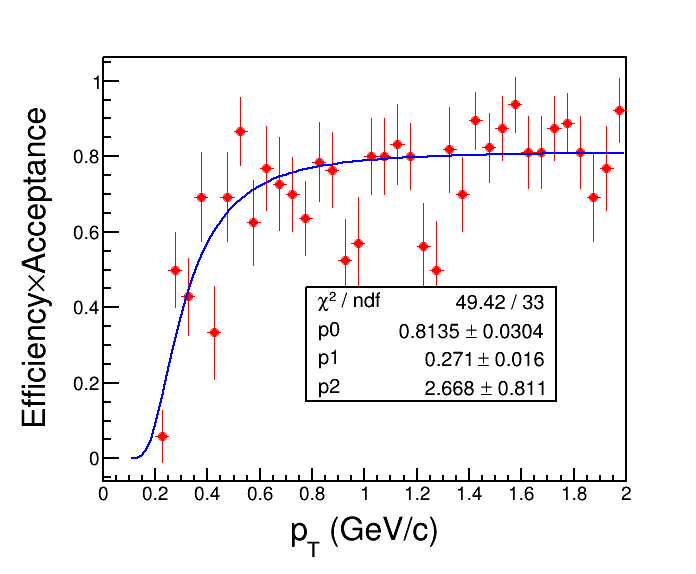 Efficiency×Acceptance
1
0.8
0.6
0.4
0.2
0
χ² / ndf 49.42 / 33
p0 0.8135 ± 0.0304
p1 0.271 ± 0.016
p2 2.668 ± 0.811
0 0.2 0.4 0.6 0.8 1 1.2 1.4 1.6 1.8 2
p_T (GeV/c)